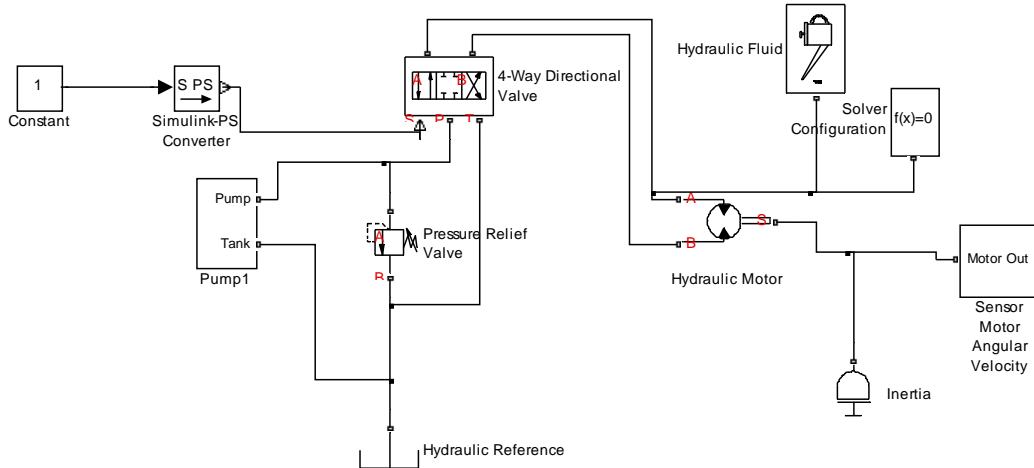 1
Constant
S PS
Simulink-PS
Converter
A
B
S
P
T
4-Way Directional
Valve
Hydraulic Fluid
Solver
Configuration
f(x)=0
Pump
Tank
Pump1
A
B
Pressure Relief
Valve
A
B
S
Hydraulic Motor
Motor Out
Sensor
Motor
Angular
Velocity
Inertia
Hydraulic Reference